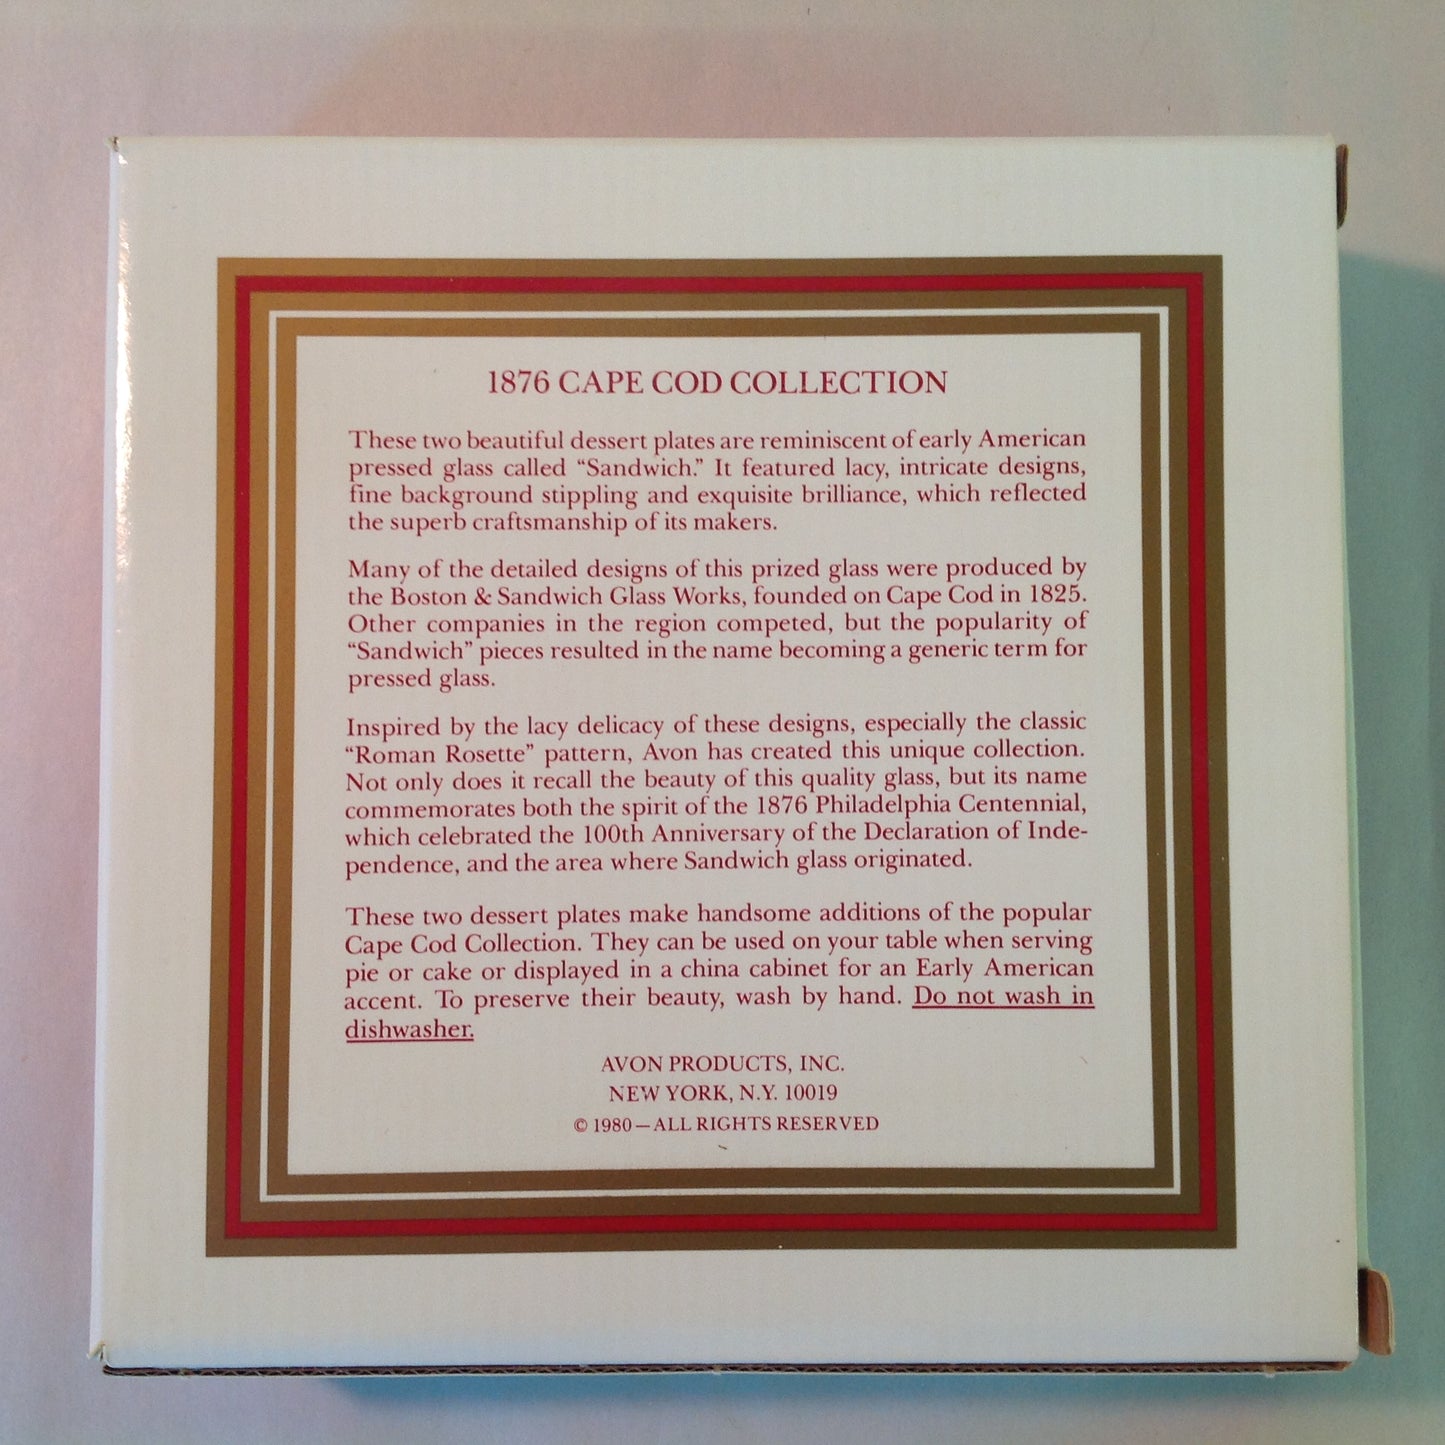 1876 CAPE COD COLLECTION
These two beautiful dessert plates are reminiscent of early American
pressed glass called “Sandwich.” It featured lacy, intricate designs,
fine background stippling and exquisite brilliance, which reflected
the superb craftsmanship of its makers.
Many of the detailed designs of this prized glass were produced by
the Boston & Sandwich Glass Works, founded on Cape Cod in 1825.
Other companies in the region competed, but the popularity of
“Sandwich” pieces resulted in the name becoming a generic term for
pressed glass.
Inspired by the lacy delicacy of these designs, especially the classic
“Roman Rosette” pattern, Avon has created this unique collection.
Not only does it recall the beauty of this quality glass, but its name
commemorates both the spirit of the 1876 Philadelphia Centennial,
which celebrated the 100th Anniversary of the Declaration of Inde-
pendence, and the area where Sandwich glass originated.
These two dessert plates make handsome additions of the popular
Cape Cod Collection. They can be used on your table when serving
pie or cake or displayed in a china cabinet for an Early American
accent. To preserve their beauty, wash by hand. Do not wash in
dishwasher.
AVON PRODUCTS, INC.
NEW YORK, N.Y. 10019
© 1980—ALL RIGHTS RESERVED